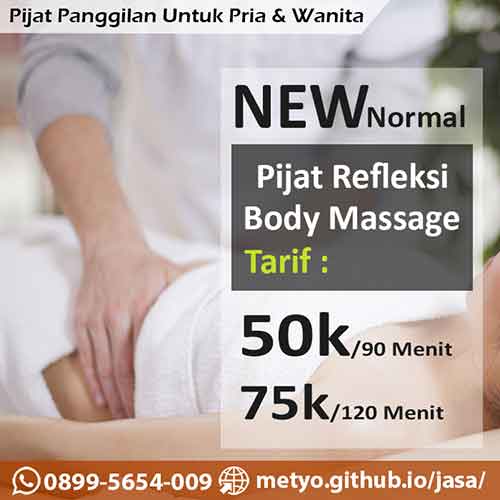 Pijat Panggilan Untuk Pria & Wanita
NEW Normal
Pijat Refleksi
Body Massage
Tarif :
50k/90 Menit
75k/120 Menit
0899-5654-009 metyo.github.io/jasa/